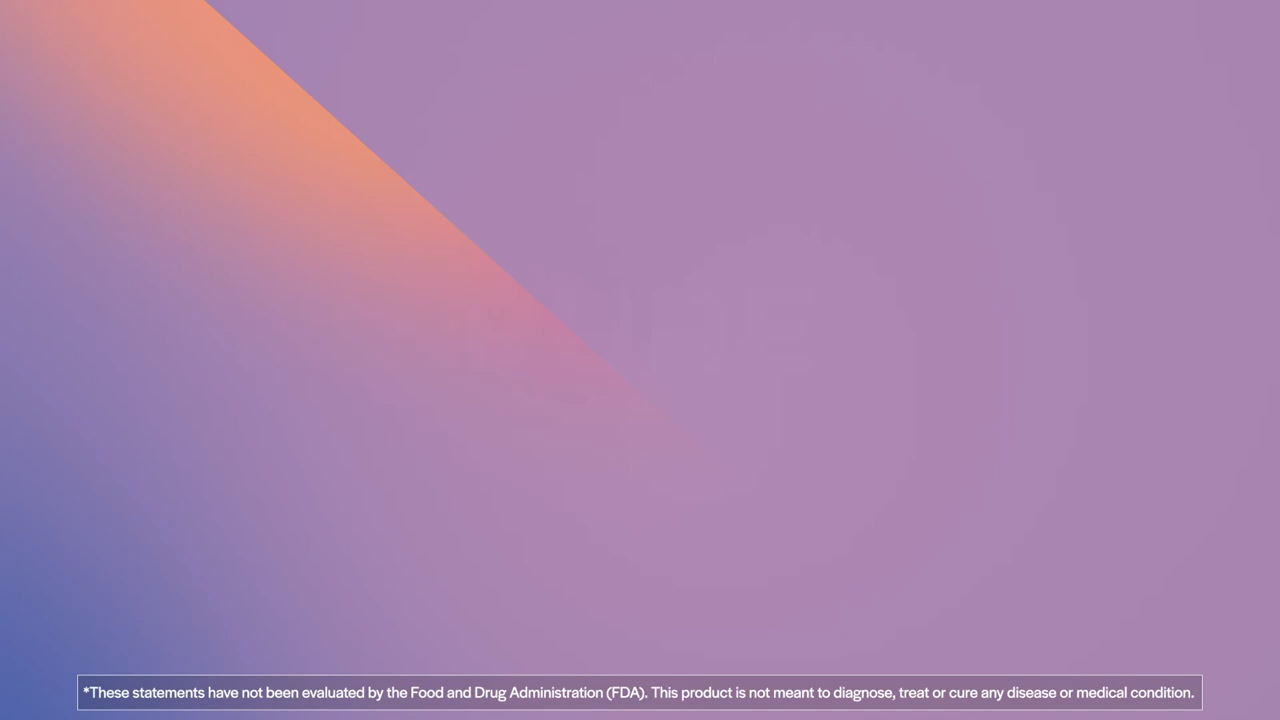 *These statements have not been evaluated by the Food and Drug Administration (FDA). This product is not meant to diagnose, treat or cure any disease or medical condition.